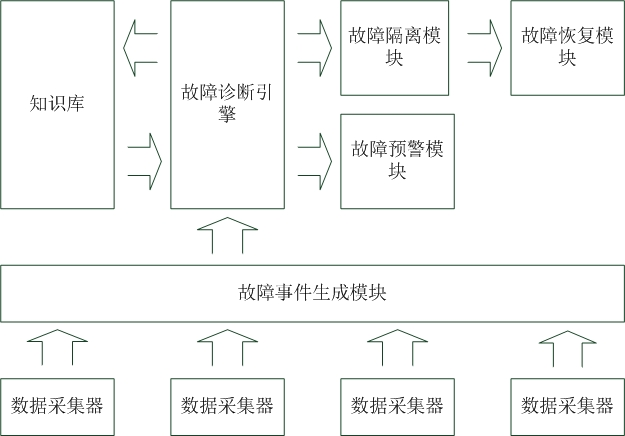 知识库
故障诊断引
擎
故障隔离模
块
故障恢复模
块
故障预警模
块
故障事件生成模块
数据采集器
数据采集器
数据采集器
数据采集器